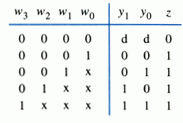 w3 w2 w1 w0 y1 y0 z
0 0 0 0 d d 0
0 0 0 1 0 0 1
0 0 1 x 0 1 1
0 1 x x 1 0 1
1 x x x 1 1 1